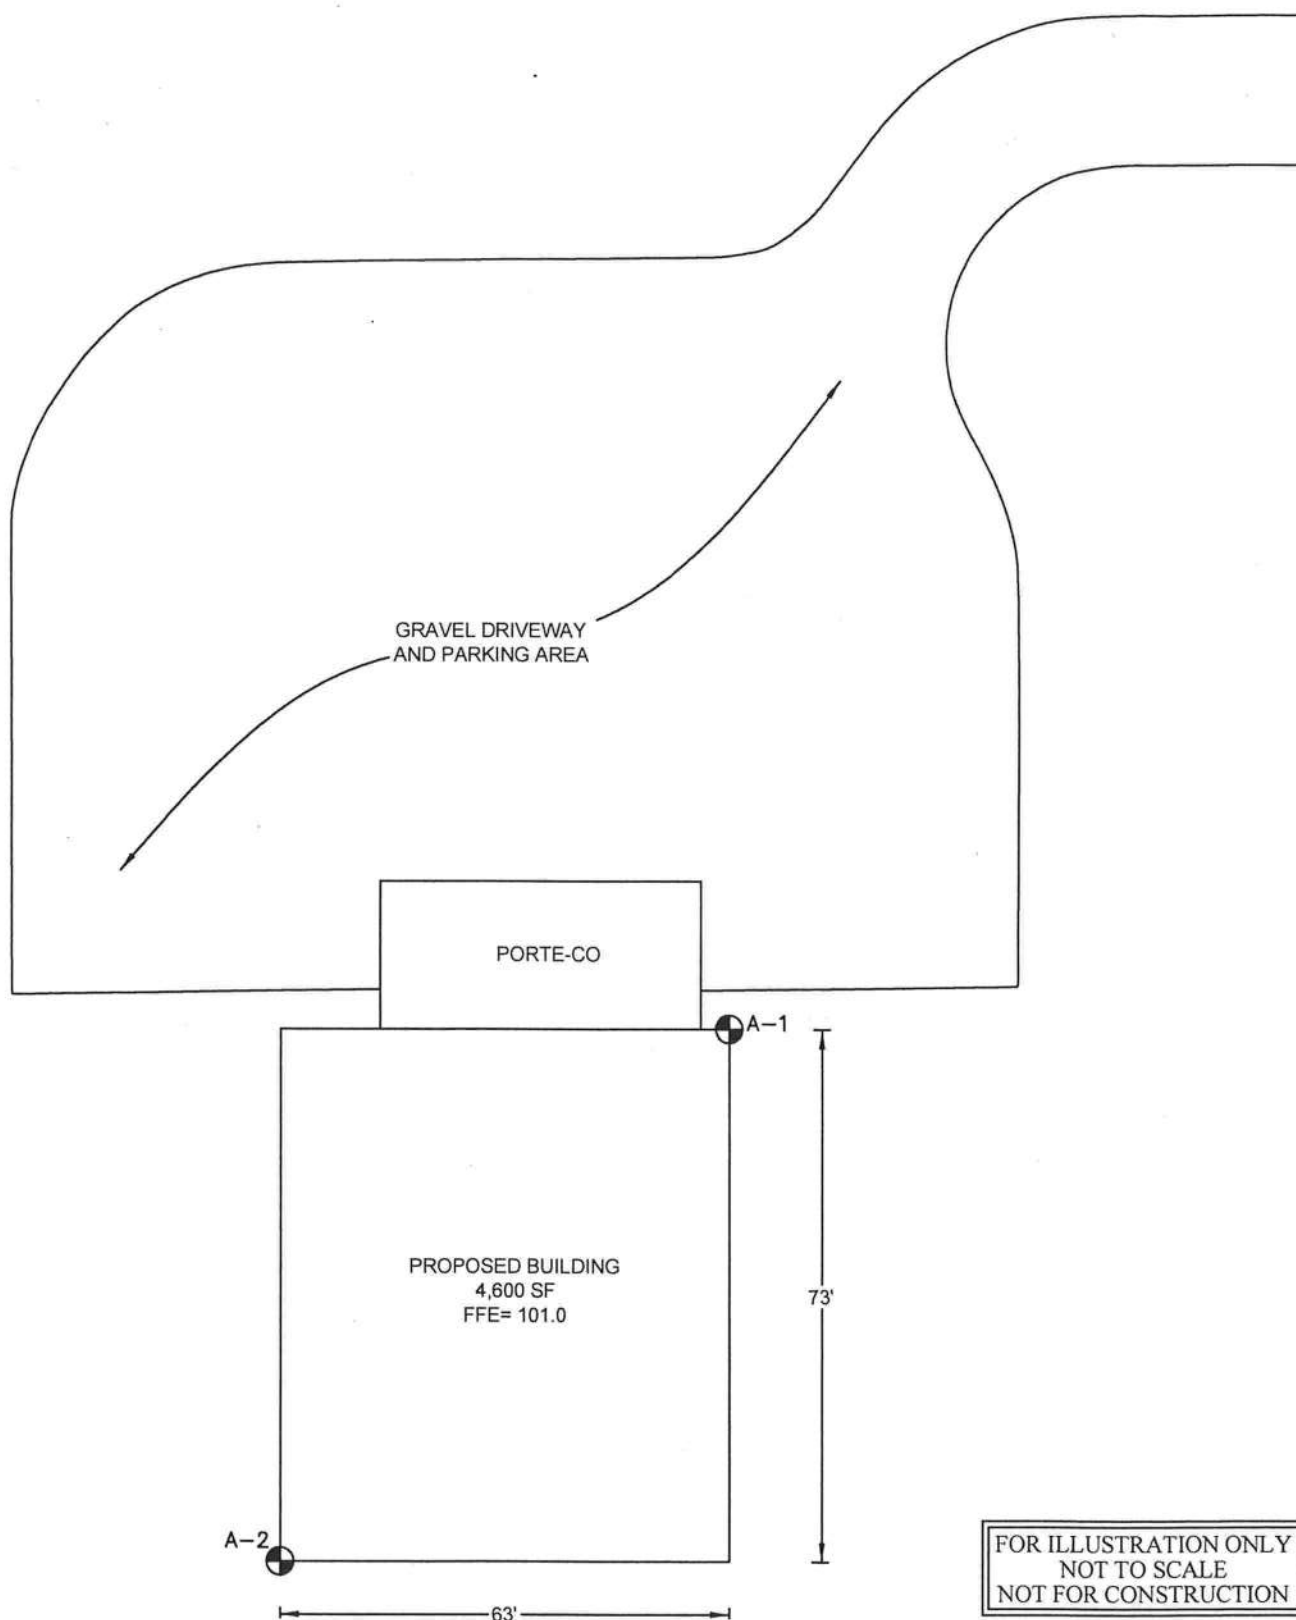 GRAVEL DRIVEWAY
AND PARKING AREA
PORTE-CO
A-1
PROPOSED BUILDING
4,600 SF
FFE= 101.0
73'
A-2
63'
FOR ILLUSTRATION ONLY
NOT TO SCALE
NOT FOR CONSTRUCTION